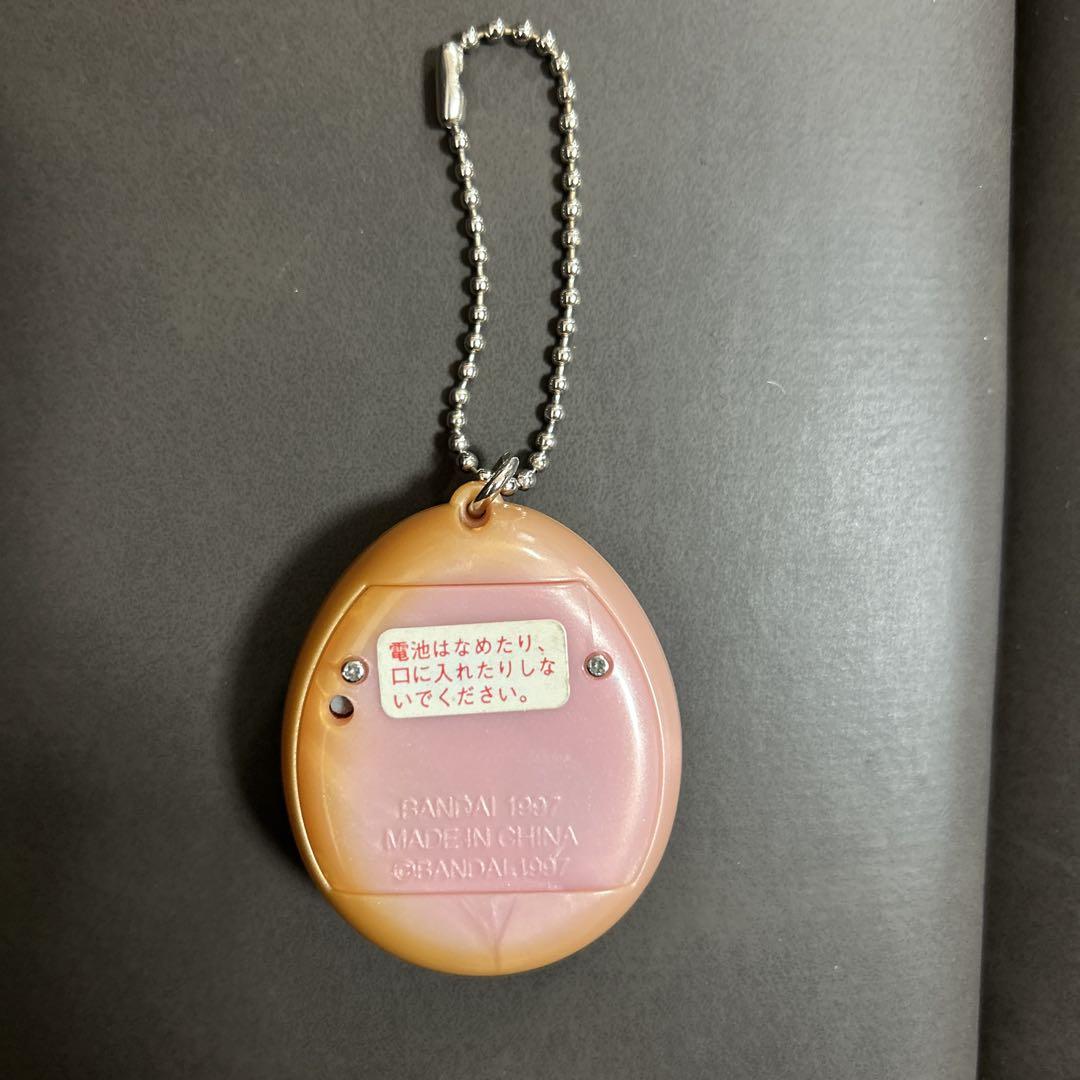 電池はなめたり、
口に入れたりしな
いでください。
BANDAI 1997
MADE IN CHINA
©BANDAI 1997